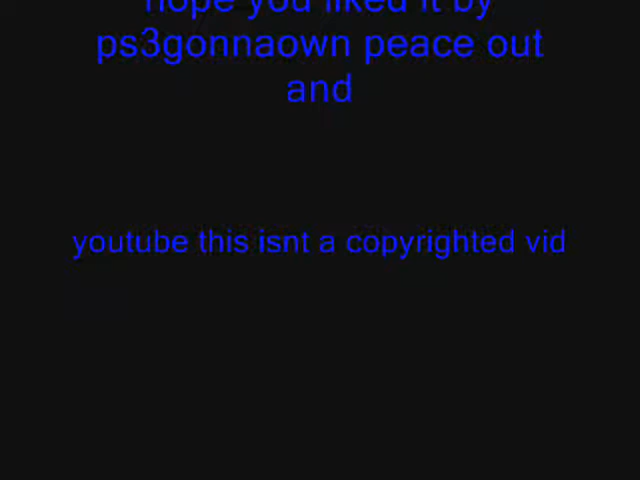 hope you liked it by
ps3gonnaown peace out
and
youtube this isnt a copyrighted vid